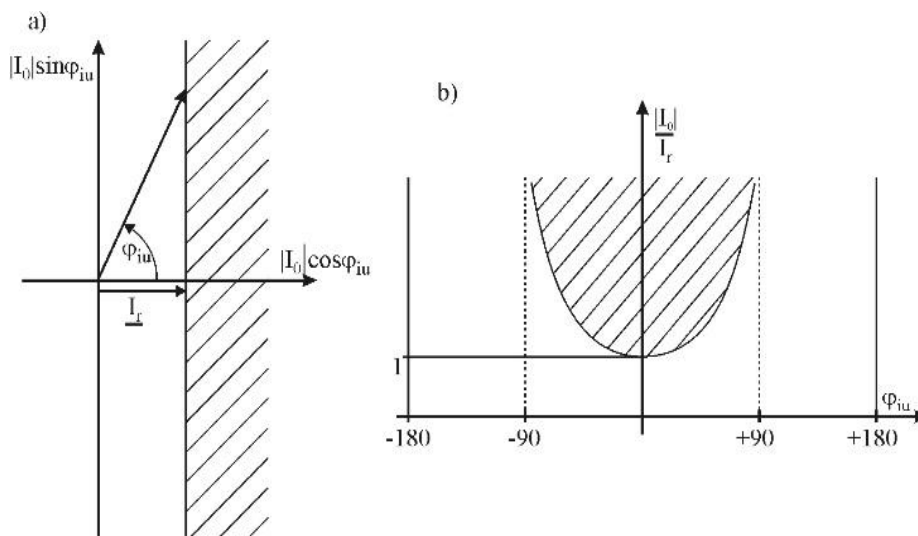 a)
|I₀|sinφiu
φiu
|I₀|cosφiu
Ir
b)
|I₀|
Ir
1
-180
-90
+90
+180
φiu